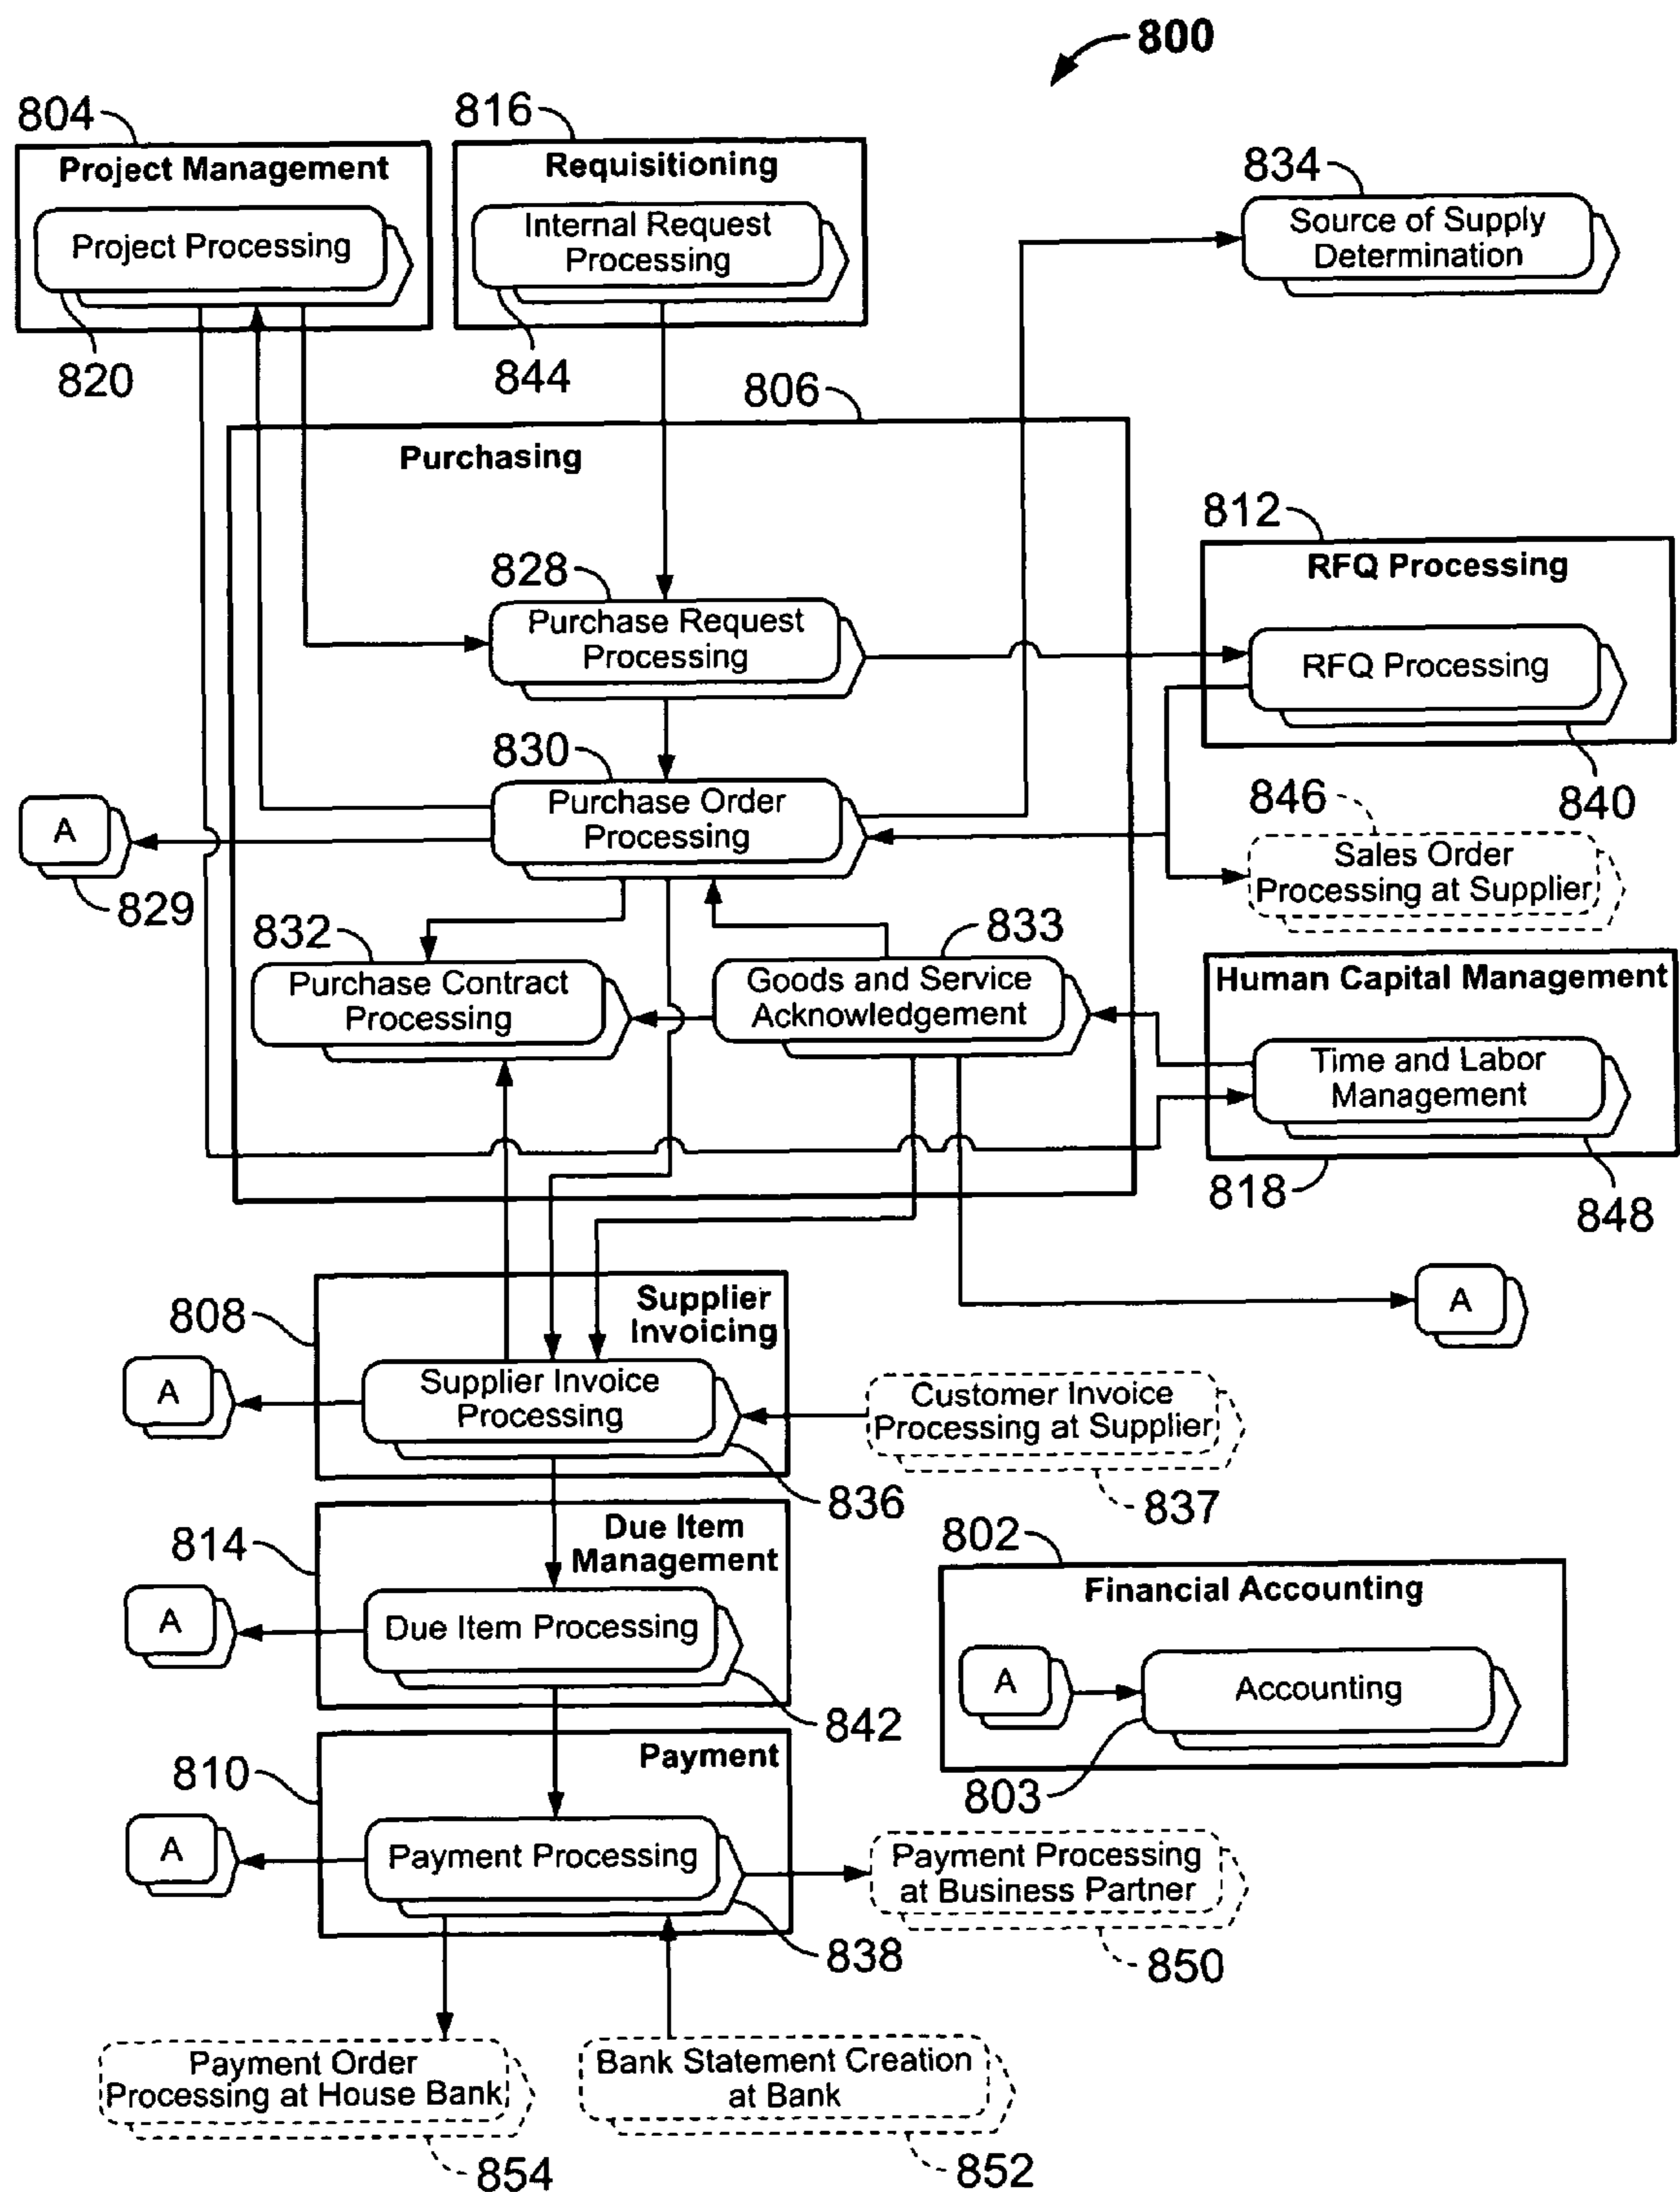 800
804
816
Project Management
Requisitioning
834
Project Processing
Internal Request
Processing
Source of Supply
Determination
820
844
806
Purchasing
812
RFQ Processing
828
Purchase Request
Processing
RFQ Processing
830
Purchase Order
Processing
846
840
A
829
Sales Order
Processing at Supplier
832
833
Purchase Contract
Processing
Goods and Service
Acknowledgement
Human Capital Management
Time and Labor
Management
818
848
808
Supplier
Invoicing
A
A
Supplier Invoice
Processing
Customer Invoice
Processing at Supplier
836
837
814
Due Item
Management
802
Financial Accounting
A
Due Item Processing
A
Accounting
842
803
810
Payment
A
Payment Processing
Payment Processing
at Business Partner
838
850
Payment Order
Processing at House Bank
Bank Statement Creation
at Bank
854
852